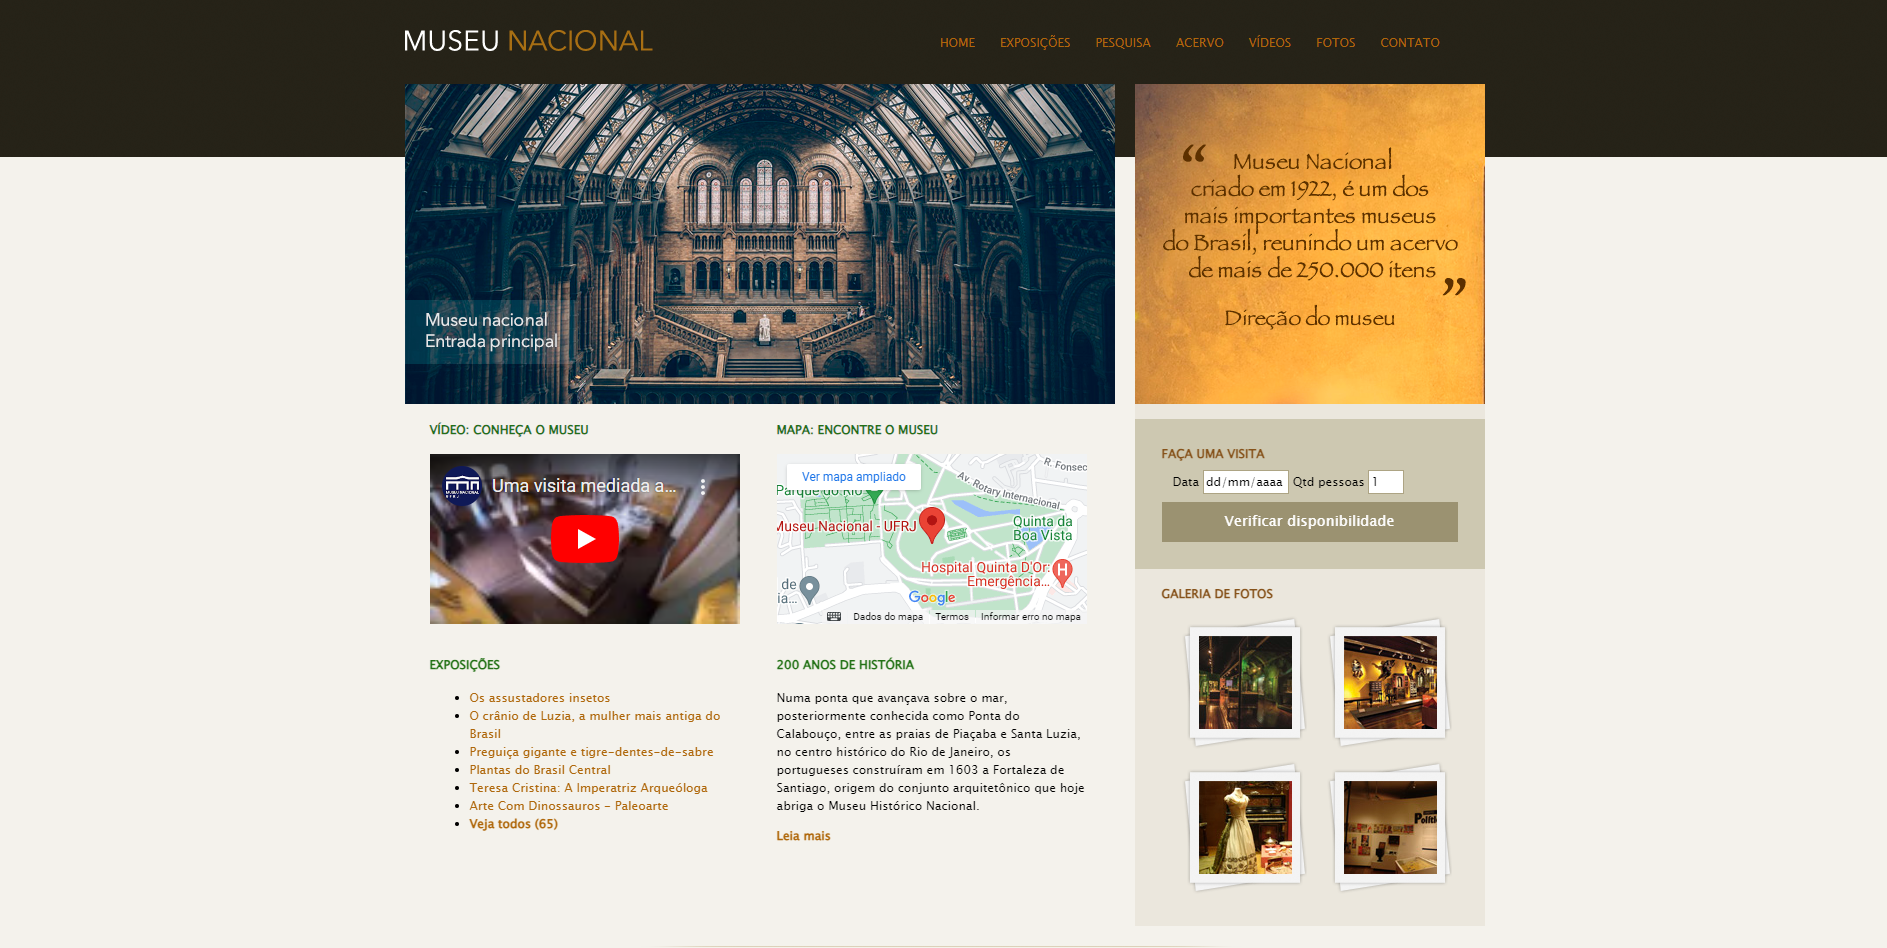 MUSEU NACIONAL
HOME EXPOSIÇÕES PESQUISA ACERVO VÍDEOS FOTOS CONTATO
Museu nacional
Entrada principal
“ Museu Nacional
criado em 1922, é um dos
mais importantes museus
do Brasil, reunindo um acervo
de mais de 250.000 itens ”
Direção do museu
VÍDEO: CONHEÇA O MUSEU
MUSEU NACIONAL
UFRJ
Uma visita mediada a...
MAPA: ENCONTRE O MUSEU
Ver mapa ampliado
R. Fonsec
Av. Rotary Internacional
Parque do Rio
Museu Nacional - UFRJ
Quinta da
Boa Vista
Hospital Quinta D'Or:
Emergência...
de
ia...
Google
Dados do mapa Termos Informar erro no mapa
FAÇA UMA VISITA
Data dd/mm/aaaa Qtd pessoas 1
Verificar disponibilidade
EXPOSIÇÕES
Os assustadores insetos
O crânio de Luzia, a mulher mais antiga do
Brasil
Preguiça gigante e tigre-dentes-de-sabre
Plantas do Brasil Central
Teresa Cristina: A Imperatriz Arqueóloga
Arte Com Dinossauros - Paleoarte
Veja todos (65)
200 ANOS DE HISTÓRIA
Numa ponta que avançava sobre o mar,
posteriormente conhecida como Ponta do
Calabouço, entre as praias de Piaçaba e Santa Luzia,
no centro histórico do Rio de Janeiro, os
portugueses construíram em 1603 a Fortaleza de
Santiago, origem do conjunto arquitetônico que hoje
abriga o Museu Histórico Nacional.
Leia mais
GALERIA DE FOTOS
Polític